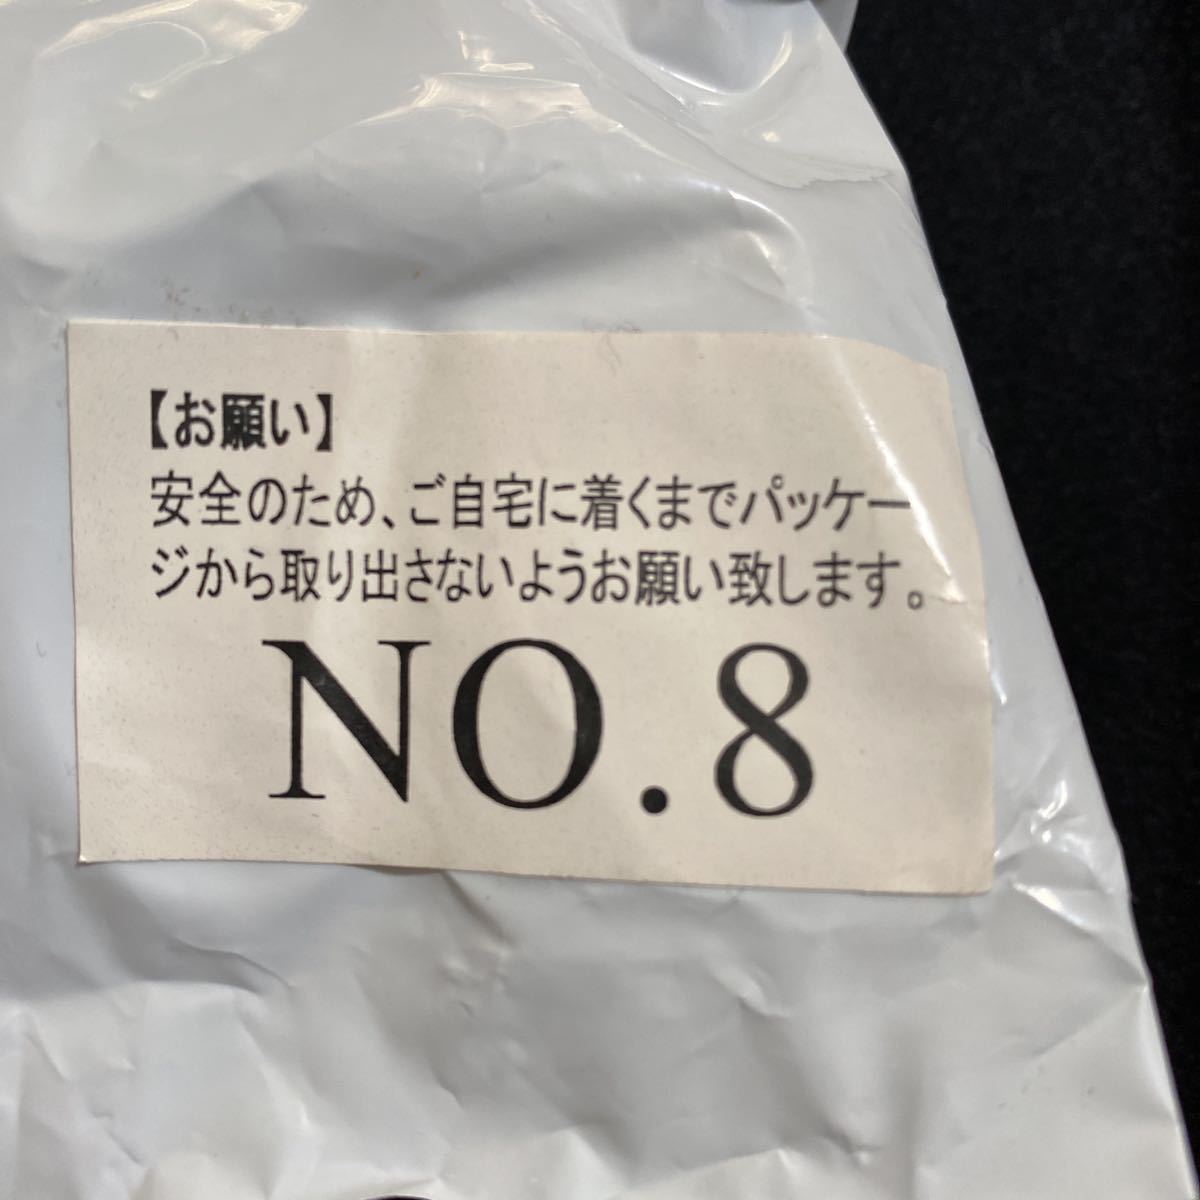 【お願い】
安全のため、ご自宅に着くまでパッケー
ジから取り出さないようお願い致します。
NO.8